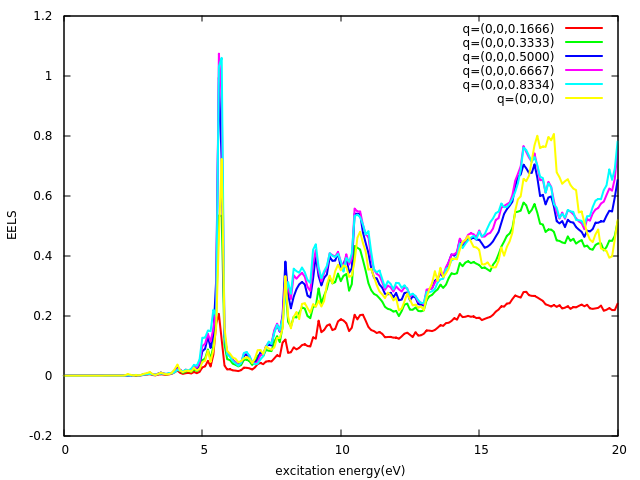 1.2
1
0.8
0.6
0.4
0.2
0
-0.2
EELS
q=(0,0,0.1666)
q=(0,0,0.3333)
q=(0,0,0.5000)
q=(0,0,0.6667)
q=(0,0,0.8334)
q=(0,0,0)
0 5 10 15 20
excitation energy(eV)